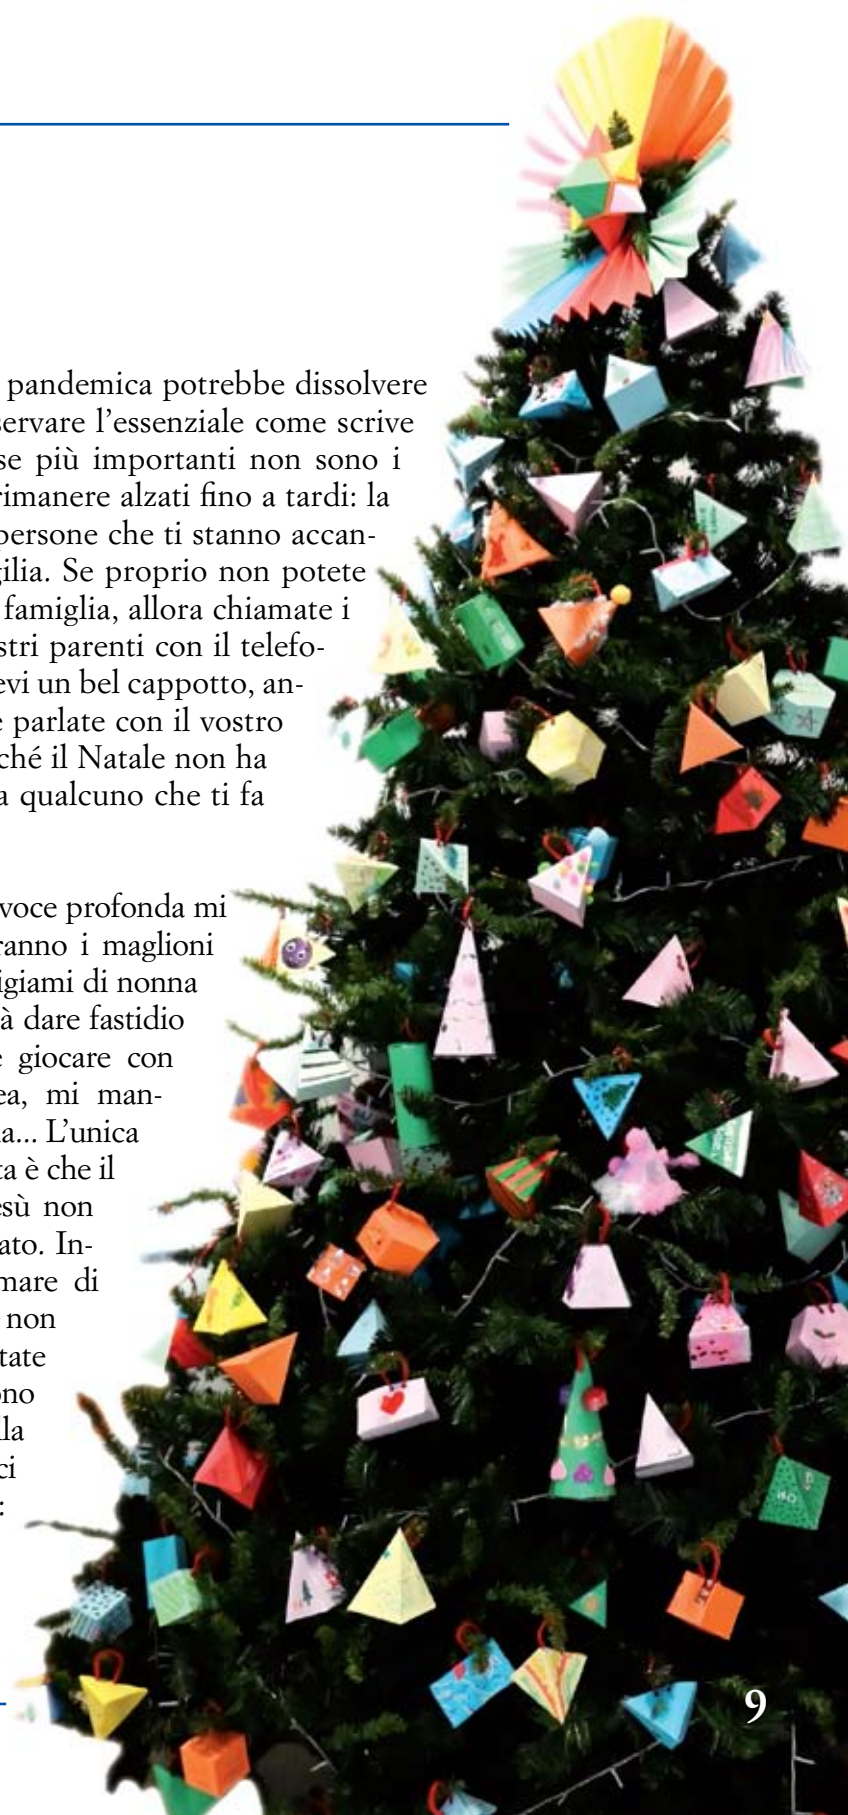 pandemica potrebbe dissolvere
servare l'essenziale come scrive
se più importanti non sono i
rimanere alzati fino a tardi: la
persone che ti stanno accan-
gilia. Se proprio non potete
famiglia, allora chiamate i
stri parenti con il telefo-
evi un bel cappotto, an-
e parlate con il vostro
ché il Natale non ha
a qualcuno che ti fa
voce profonda mi
ranno i maglioni
igiami di nonna
à dare fastidio
e giocare con
ea, mi man-
a... L'unica
ta è che il
esù non
ato. In-
mare di
non
tate
ono
lla
ci
:
9